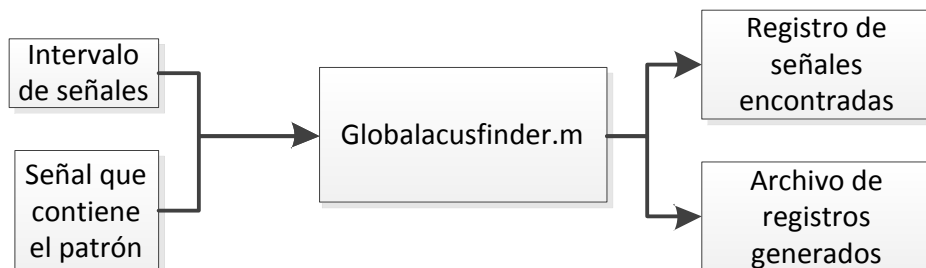 Intervalo
de señales
Señal que
contiene
el patrón
Globalacusfinder.m
Registro de
señales
encontradas
Archivo de
registros
generados